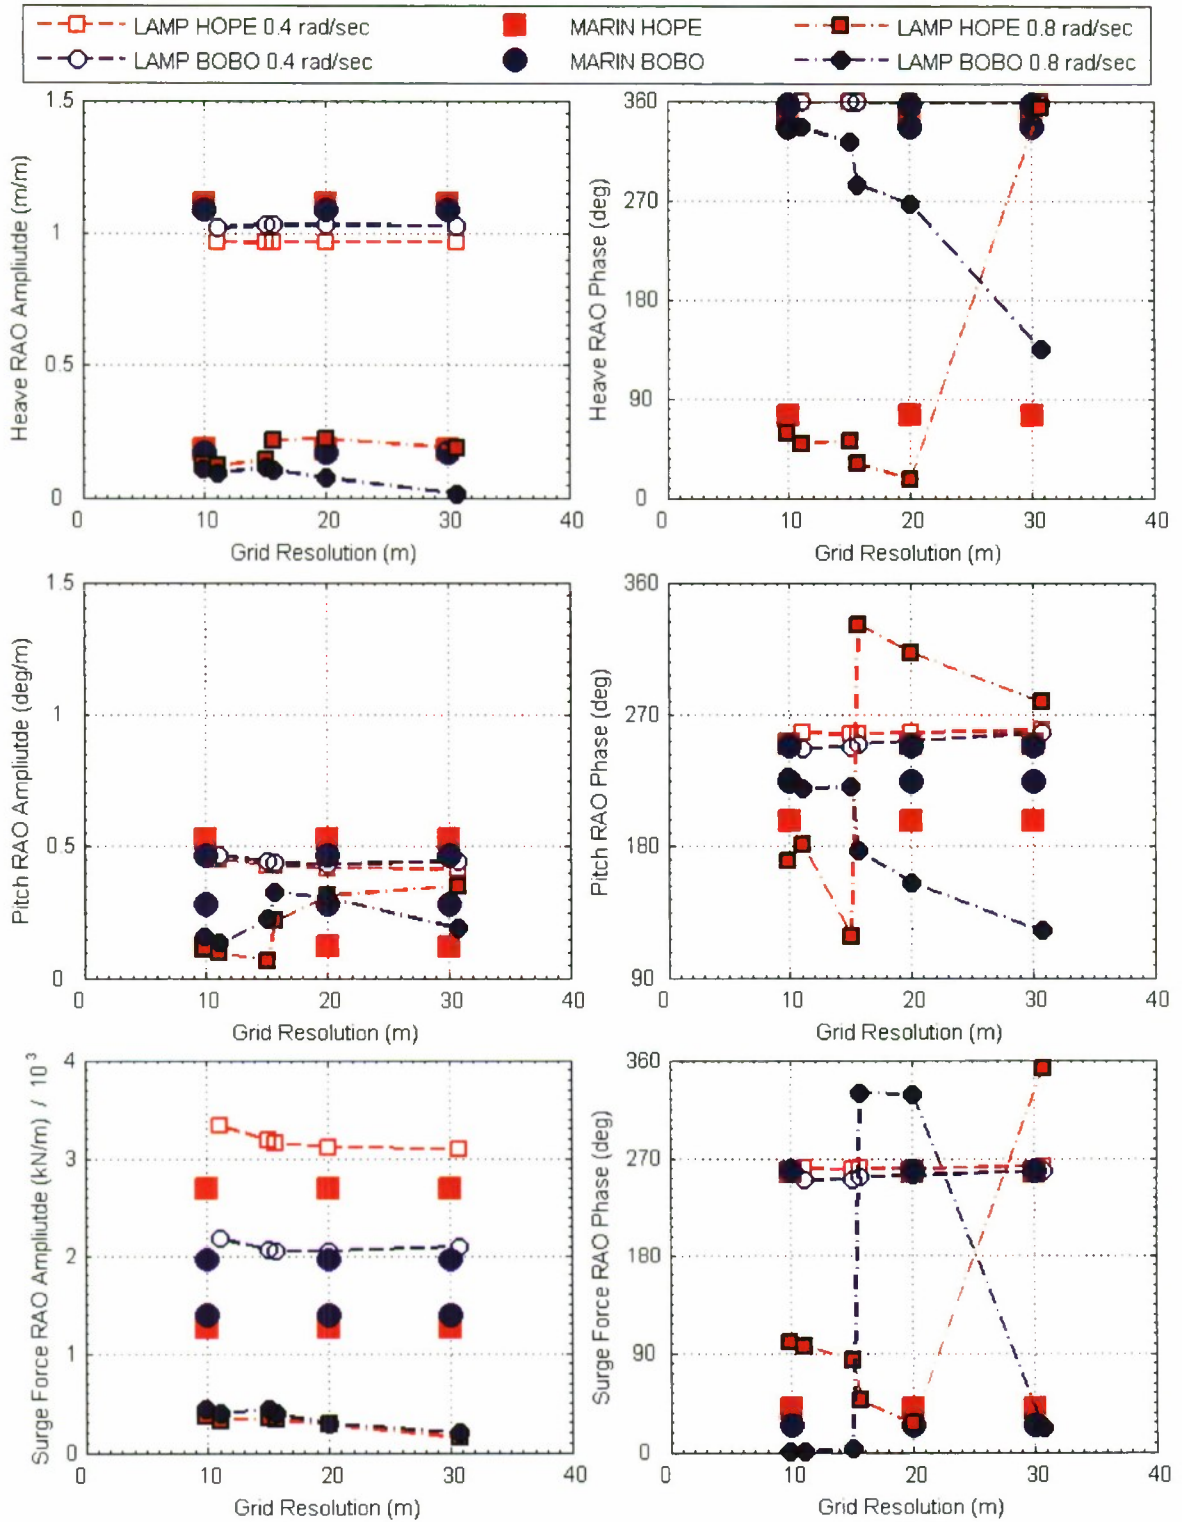 LAMP HOPE 0.4 rad/sec MARIN HOPE LAMP HOPE 0.8 rad/sec
LAMP BOBO 0.4 rad/sec MARIN BOBO LAMP BOBO 0.8 rad/sec
Heave RAO Ampliutde (m/m)
1.5
1
0.5
0
0 10 20 30 40
Grid Resolution (m)
Heave RAO Phase (deg)
360
270
180
90
0
0 10 20 30 40
Grid Resolution (m)
Pitch RAO Ampliutde (deg/m)
1.5
1
0.5
0
0 10 20 30 40
Grid Resolution (m)
Pitch RAO Phase (deg)
360
270
180
90
0 10 20 30 40
Grid Resolution (m)
Surge Force RAO Ampliutde (kN/m) / 10³
4
3
2
1
0
0 10 20 30 40
Grid Resolution (m)
Surge Force RAO Phase (deg)
360
270
180
90
0
0 10 20 30 40
Grid Resolution (m)